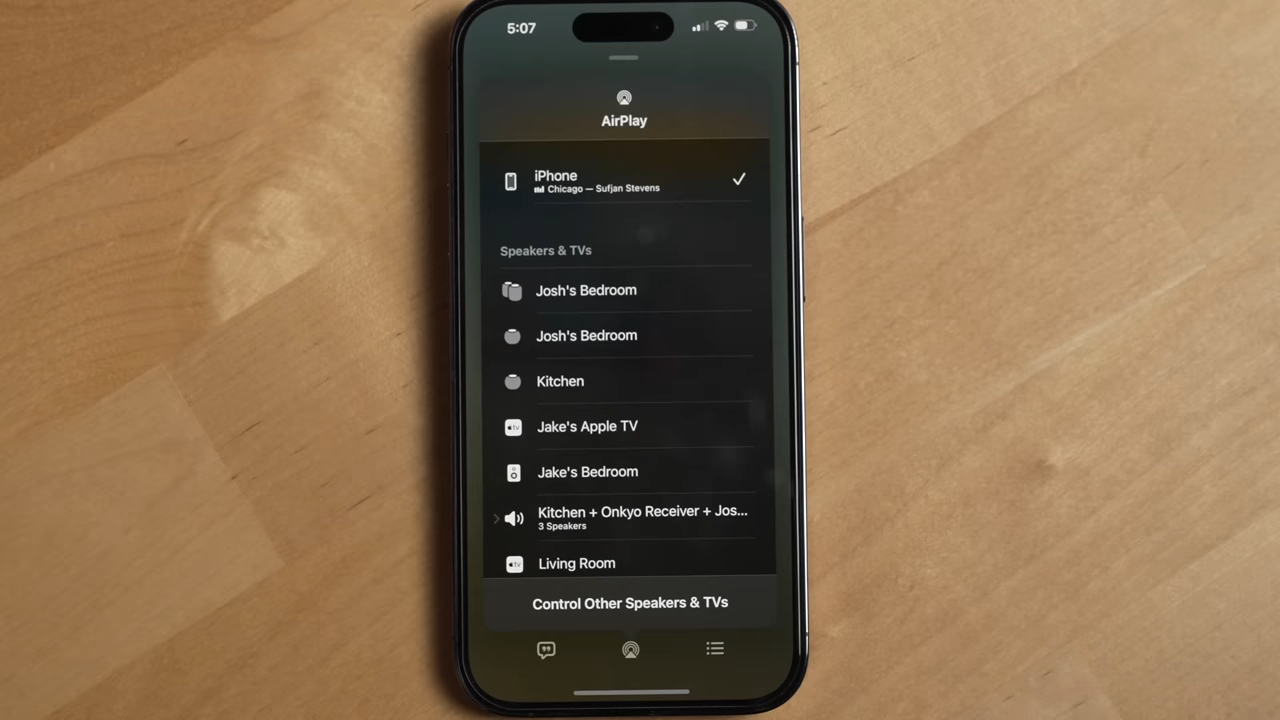 5:07
AirPlay
iPhone
Chicago — Sufjan Stevens
Speakers & TVs
Josh's Bedroom
Josh's Bedroom
Kitchen
Jake's Apple TV
Jake's Bedroom
Kitchen + Onkyo Receiver + Jos...
3 Speakers
Living Room
Control Other Speakers & TVs